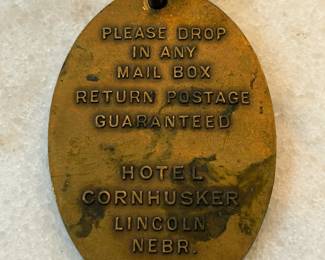 PLEASE DROP
IN ANY
MAIL BOX
RETURN POSTAGE
GUARANTEED
HOTEL
CORNHUSKER
LINCOLN
NEBR.